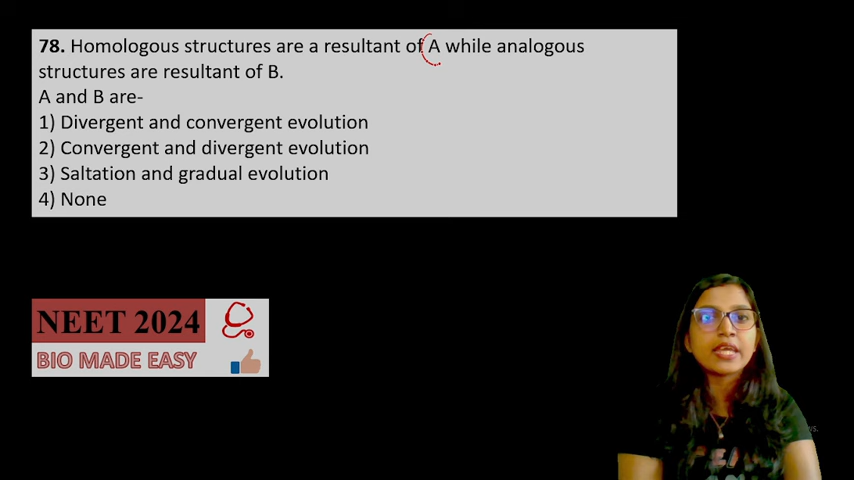 78. Homologous structures are a resultant of A while analogous
structures are resultant of B.
A and B are-
1) Divergent and convergent evolution
2) Convergent and divergent evolution
3) Saltation and gradual evolution
4) None
NEET 2024
BIO MADE EASY